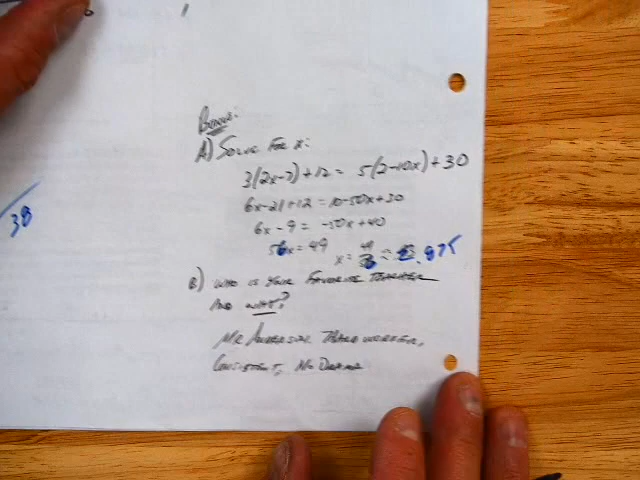 Bonus:
A) Solve for x:
3(2x-7)+12 = 5(2-10x)+30
6x-21+12 = 10-50x+30
6x-9 = -50x+40
56x = 49 x = 49/56 = .875
B) Who is your favorite teacher
and why?
Mr Hard worker,
Consistent, No Drama
38